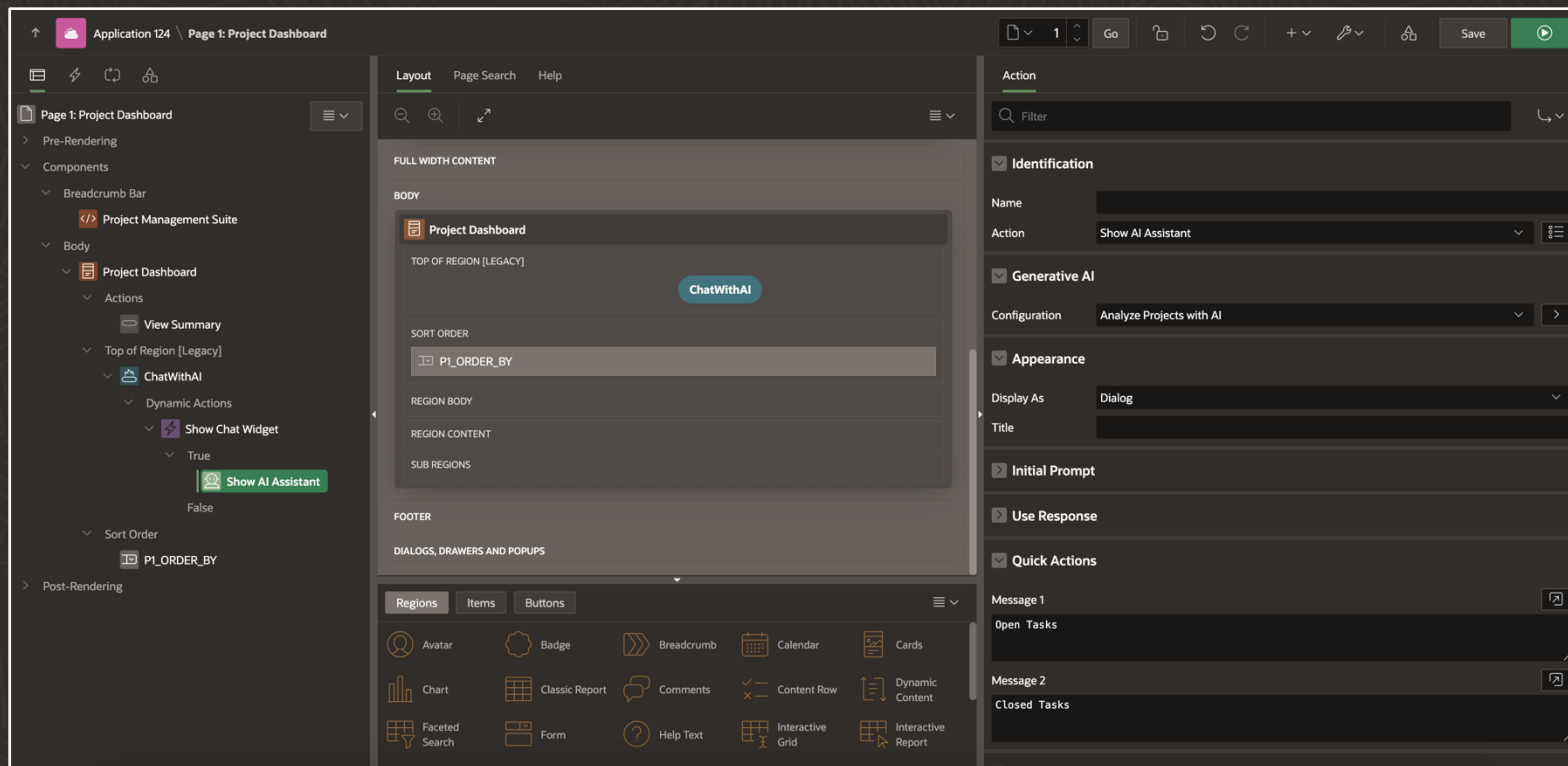 Application 124 \ Page 1: Project Dashboard
1
Go
Save
Page 1: Project Dashboard
Pre-Rendering
Components
Breadcrumb Bar
Project Management Suite
Body
Project Dashboard
Actions
View Summary
Top of Region [Legacy]
ChatWithAI
Dynamic Actions
Show Chat Widget
True
Show AI Assistant
False
Sort Order
P1_ORDER_BY
Post-Rendering
Layout
Page Search
Help
FULL WIDTH CONTENT
BODY
Project Dashboard
TOP OF REGION [LEGACY]
ChatWithAI
SORT ORDER
P1_ORDER_BY
REGION BODY
REGION CONTENT
SUB REGIONS
FOOTER
DIALOGS, DRAWERS AND POPUPS
Regions
Items
Buttons
Avatar
Badge
Breadcrumb
Calendar
Cards
Chart
Classic Report
Comments
Content Row
Dynamic
Content
Faceted
Search
Form
Help Text
Interactive
Grid
Interactive
Report
Action
Filter
Identification
Name
Action
Show AI Assistant
Generative AI
Configuration
Analyze Projects with AI
Appearance
Display As
Dialog
Title
Initial Prompt
Use Response
Quick Actions
Message 1
Open Tasks
Message 2
Closed Tasks